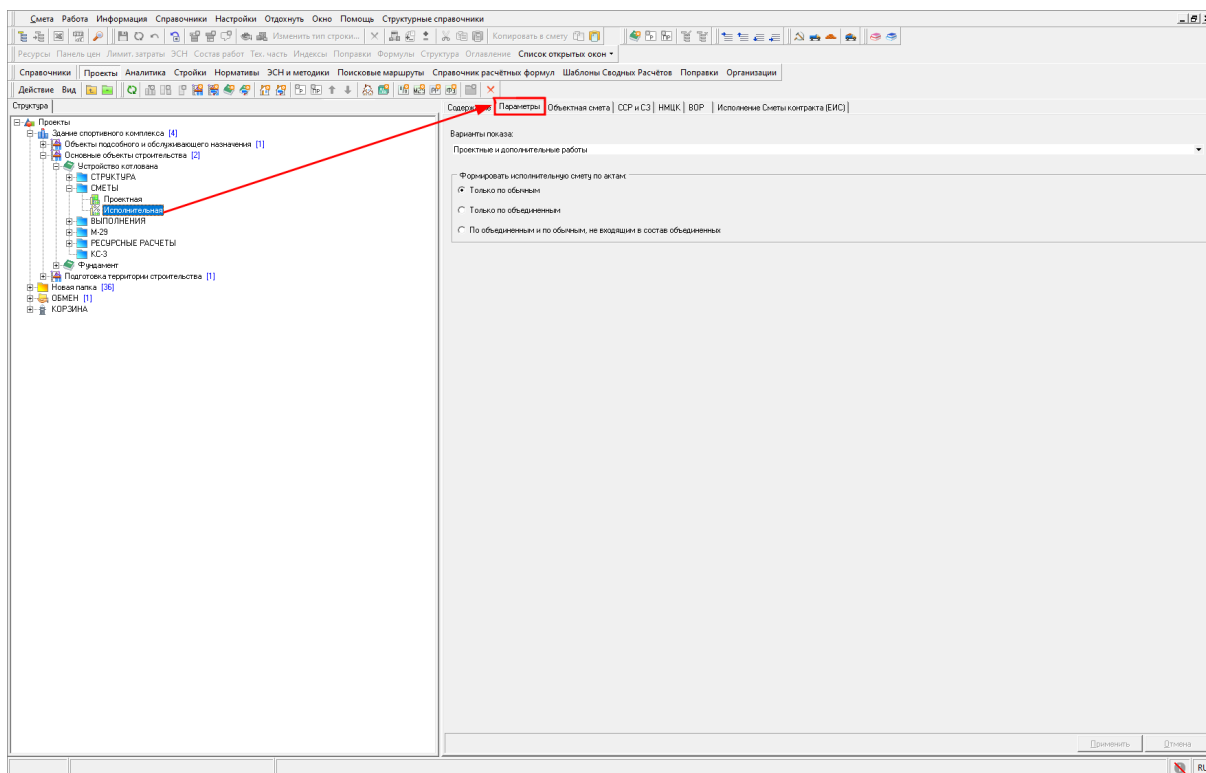 Смета Работа Информация Справочники Настройки Отдохнуть Окно Помощь Структурные справочники
Изменить тип строки... Копировать в смету
Ресурсы Панель цен Лимит. затраты ЭСН Состав работ Тех. часть Индексы Поправки Формулы Структура Оглавление Список открытых окон
Справочники Проекты Аналитика Стройки Нормативы ЭСН и методики Поисковые маршруты Справочник расчётных формул Шаблоны Сводных Расчётов Поправки Организации
Действие Вид
Структура
Параметры Объектная смета ССР и СЗ НМЦК ВОР Исполнение Сметы контракта (ЕИС)
Проекты
Здание спортивного комплекса [4]
Объекты подсобного и обслуживающего назначения [1]
Основные объекты строительства [2]
Устройство котлована
СТРУКТУРА
СМЕТЫ
Проектная
Исполнительная
ВЫПОЛНЕНИЯ
М-29
РЕСУРСНЫЕ РАСЧЕТЫ
КС-3
Фундамент
Подготовка территории строительства [1]
Новая папка [36]
ОБМЕН [1]
КОРЗИНА
Варианты показа:
Проектные и дополнительные работы
Формировать исполнительную смету по актам:
Только по обычным
Только по объединенным
По объединенным и по обычным, не входящим в состав объединенных
Применить Отмена
RU